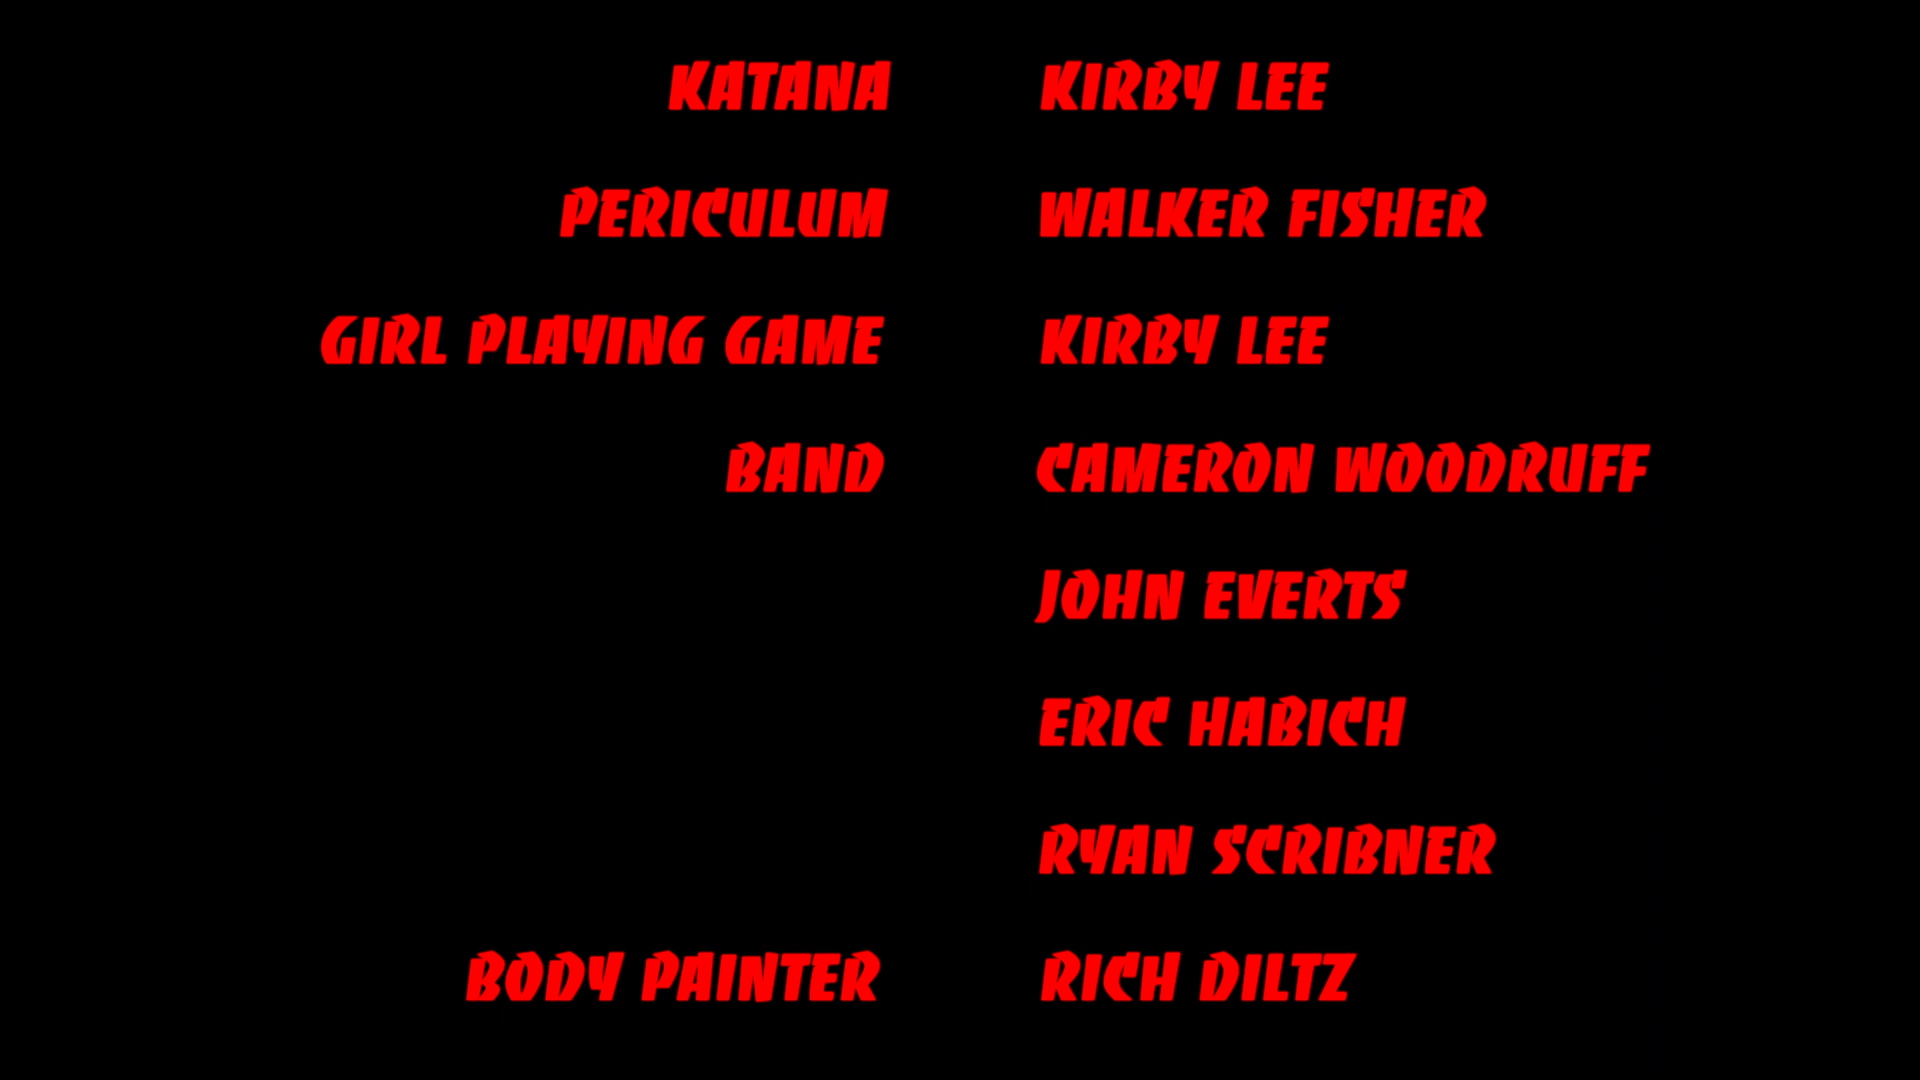 KATANA KIRBY LEE
PERICULUM WALKER FISHER
GIRL PLAYING GAME KIRBY LEE
BAND CAMERON WOODRUFF
JOHN EVERTS
ERIC HABICH
RYAN SCRIBNER
BODY PAINTER RICH DILTZ